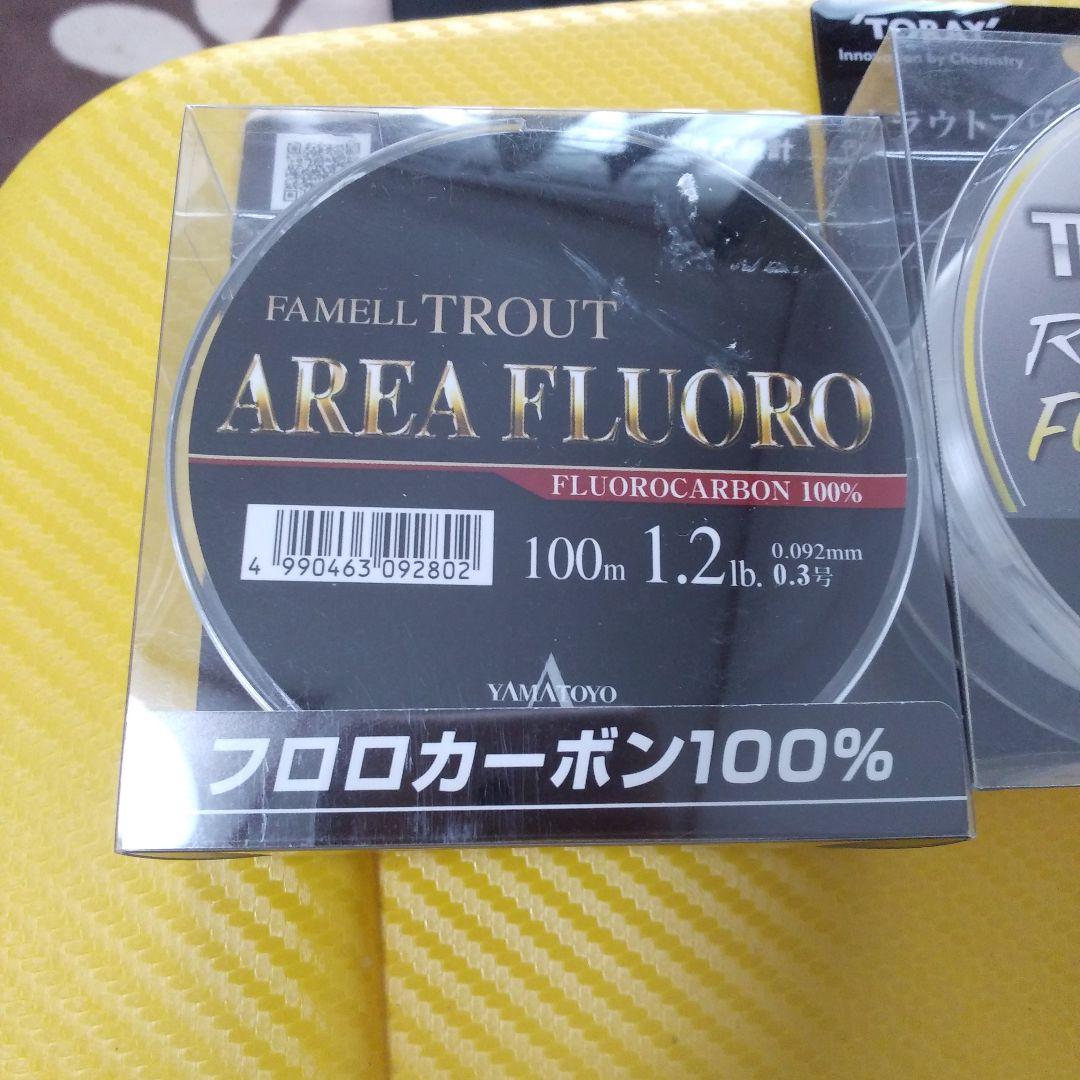 TORAY
Innovation by Chemistry
FAMELL TROUT
AREA FLUORO
FLUOROCARBON 100%
4 990463 092802
100m 1.2lb. 0.092mm
0.3号
YAMATOYO
フロロカーボン100%